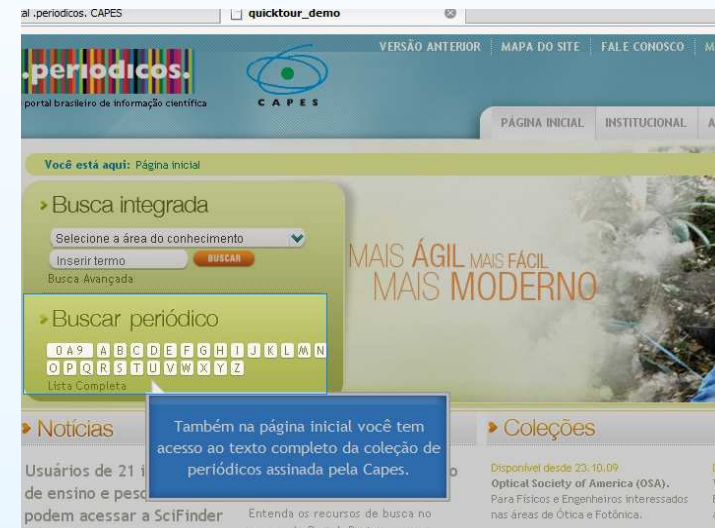 al .periodicos. CAPES
quicktour_demo
.periodicos.
portal brasileiro de informação científica
CAPES
VERSÃO ANTERIOR
MAPA DO SITE
FALE CONOSCO
PÁGINA INICIAL
INSTITUCIONAL
Você está aqui: Página inicial
Busca integrada
Selecione a área do conhecimento
Inserir termo
BUSCAR
Busca Avançada
MAIS ÁGIL MAIS FÁCIL
MAIS MODERNO
Buscar periódico
0 A 9 A B C D E F G H I J K L M N
O P Q R S T U V W X Y Z
Lista Completa
Também na página inicial você tem
acesso ao texto completo da coleção de
periódicos assinada pela Capes.
Notícias
Usuários de 21 i
de ensino e pesq
podem acessar a SciFinder
Entenda os recursos de busca no
Coleções
Disponível desde 23.10.09
Optical Society of America (OSA).
Para Físicos e Engenheiros interessados
nas áreas de Ótica e Fotônica.